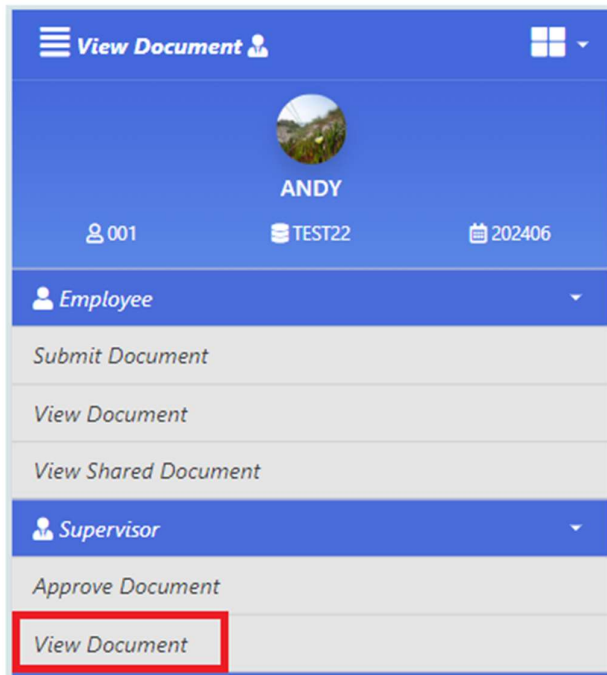 View Document
ANDY
001 TEST22 202406
Employee
Submit Document
View Document
View Shared Document
Supervisor
Approve Document
View Document